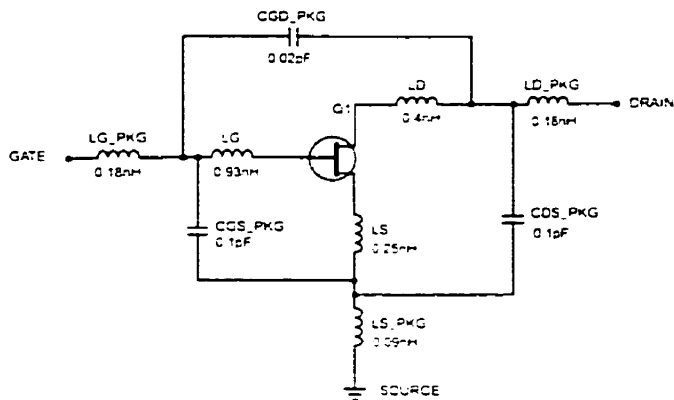 CGD_PKG
0.02pF
LD
LD_PKG
Q1
DRAIN
0.4nH
0.18nH
LG_PKG
LG
GATE
0.18nH
0.93nH
CGS_PKG
0.1pF
LS
0.25nH
CDS_PKG
0.1pF
LS_PKG
0.09nH
SOURCE